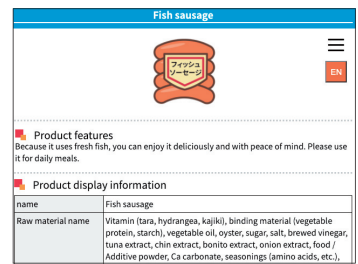 Fish sausage
フィッシュ
ソーセージ
EN
Product features
Because it uses fresh fish, you can enjoy it deliciously and with peace of mind. Please use
it for daily meals.
Product display information
name Fish sausage
Raw material name Vitamin (tara, hydrangea, kajiki), binding material (vegetable
protein, starch), vegetable oil, oyster, sugar, salt, brewed vinegar,
tuna extract, chin extract, bonito extract, onion extract, food /
Additive powder, Ca carbonate, seasonings (amino acids, etc.),